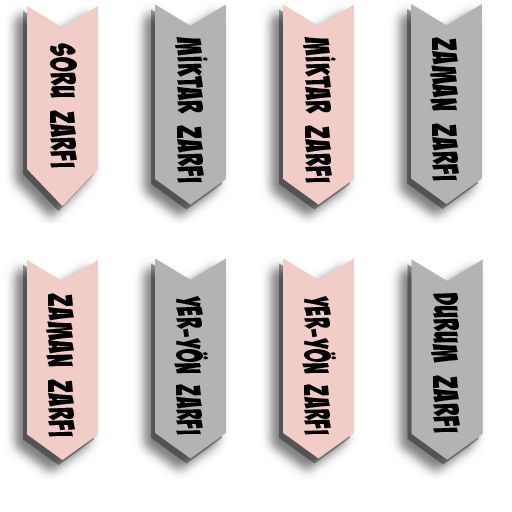 SORU ZARFI
MİKTAR ZARFI
MİKTAR ZARFI
ZAMAN ZARFI
ZAMAN ZARFI
YER-YÖN ZARFI
YER-YÖN ZARFI
DURUM ZARFI